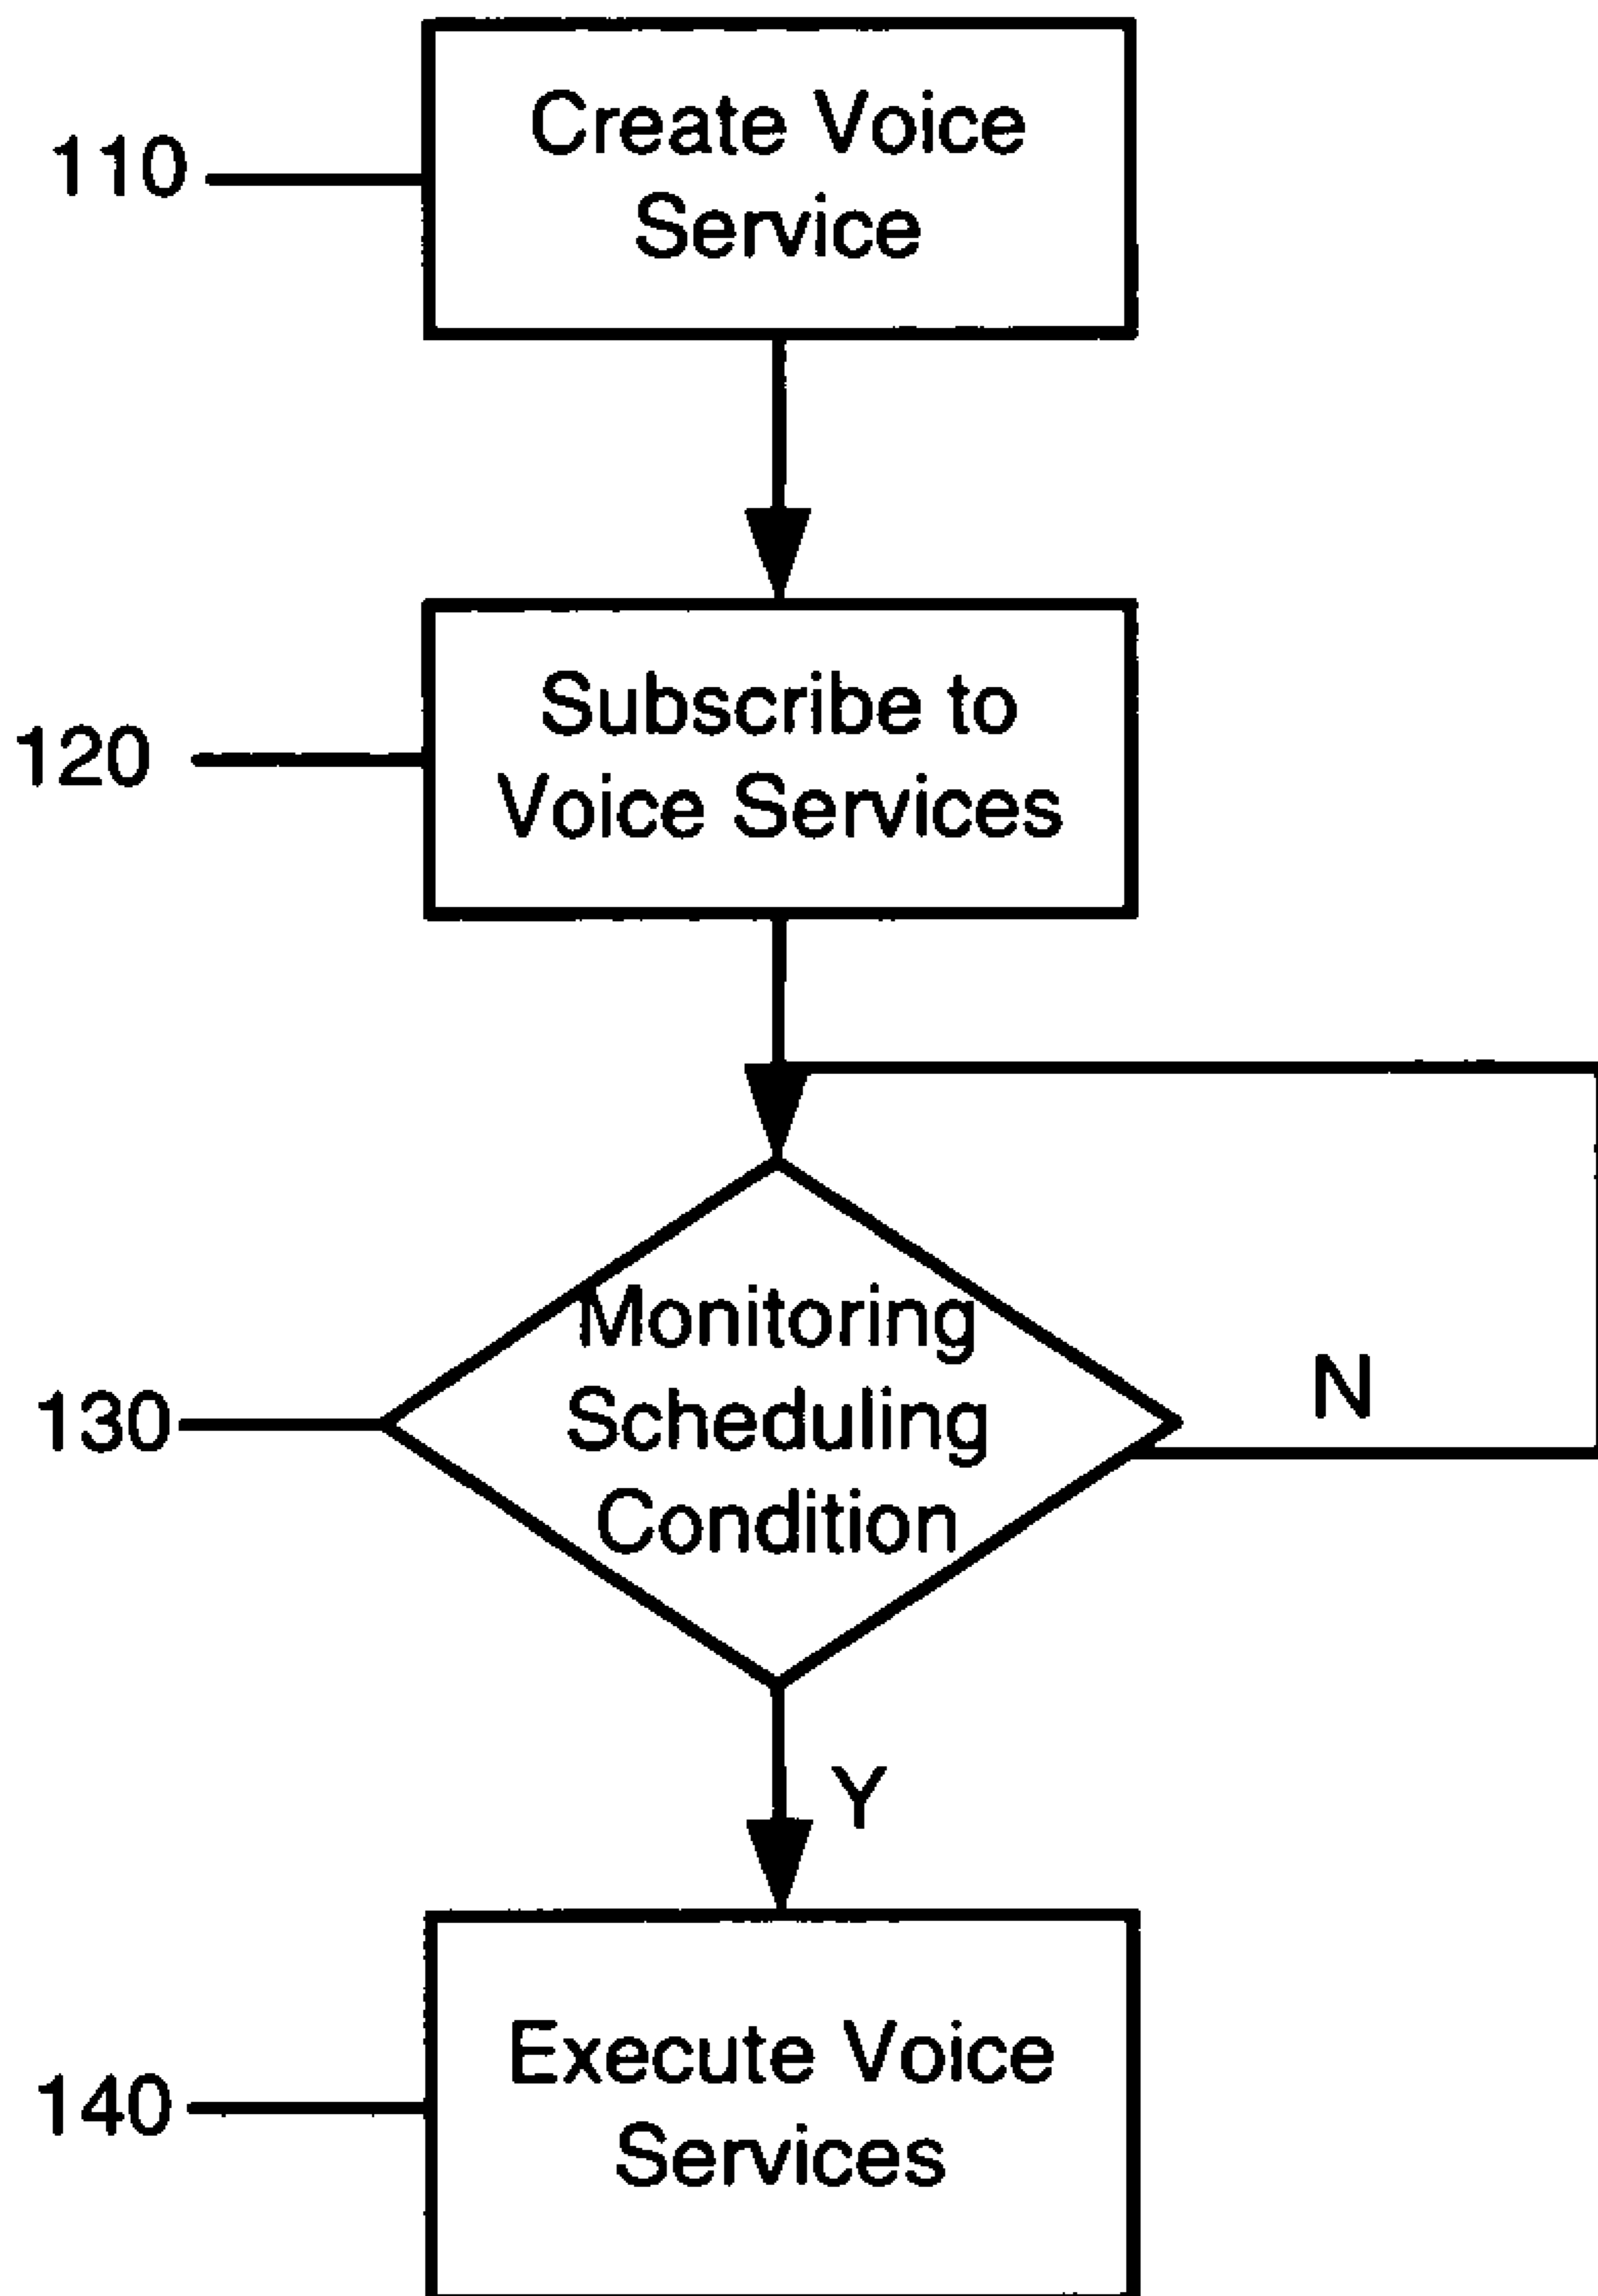 110
Create Voice
Service
120
Subscribe to
Voice Services
130
Monitoring
Scheduling
Condition
N
Y
140
Execute Voice
Services